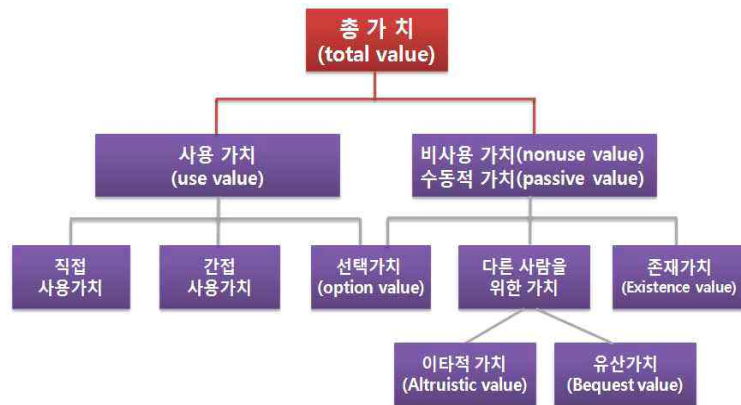 총 가 치
(total value)
사용 가치
(use value)
비사용 가치(nonuse value)
수동적 가치(passive value)
직접
사용가치
간접
사용가치
선택가치
(option value)
다른 사람을
위한 가치
존재가치
(Existence value)
이타적 가치
(Altruistic value)
유산가치
(Bequest value)